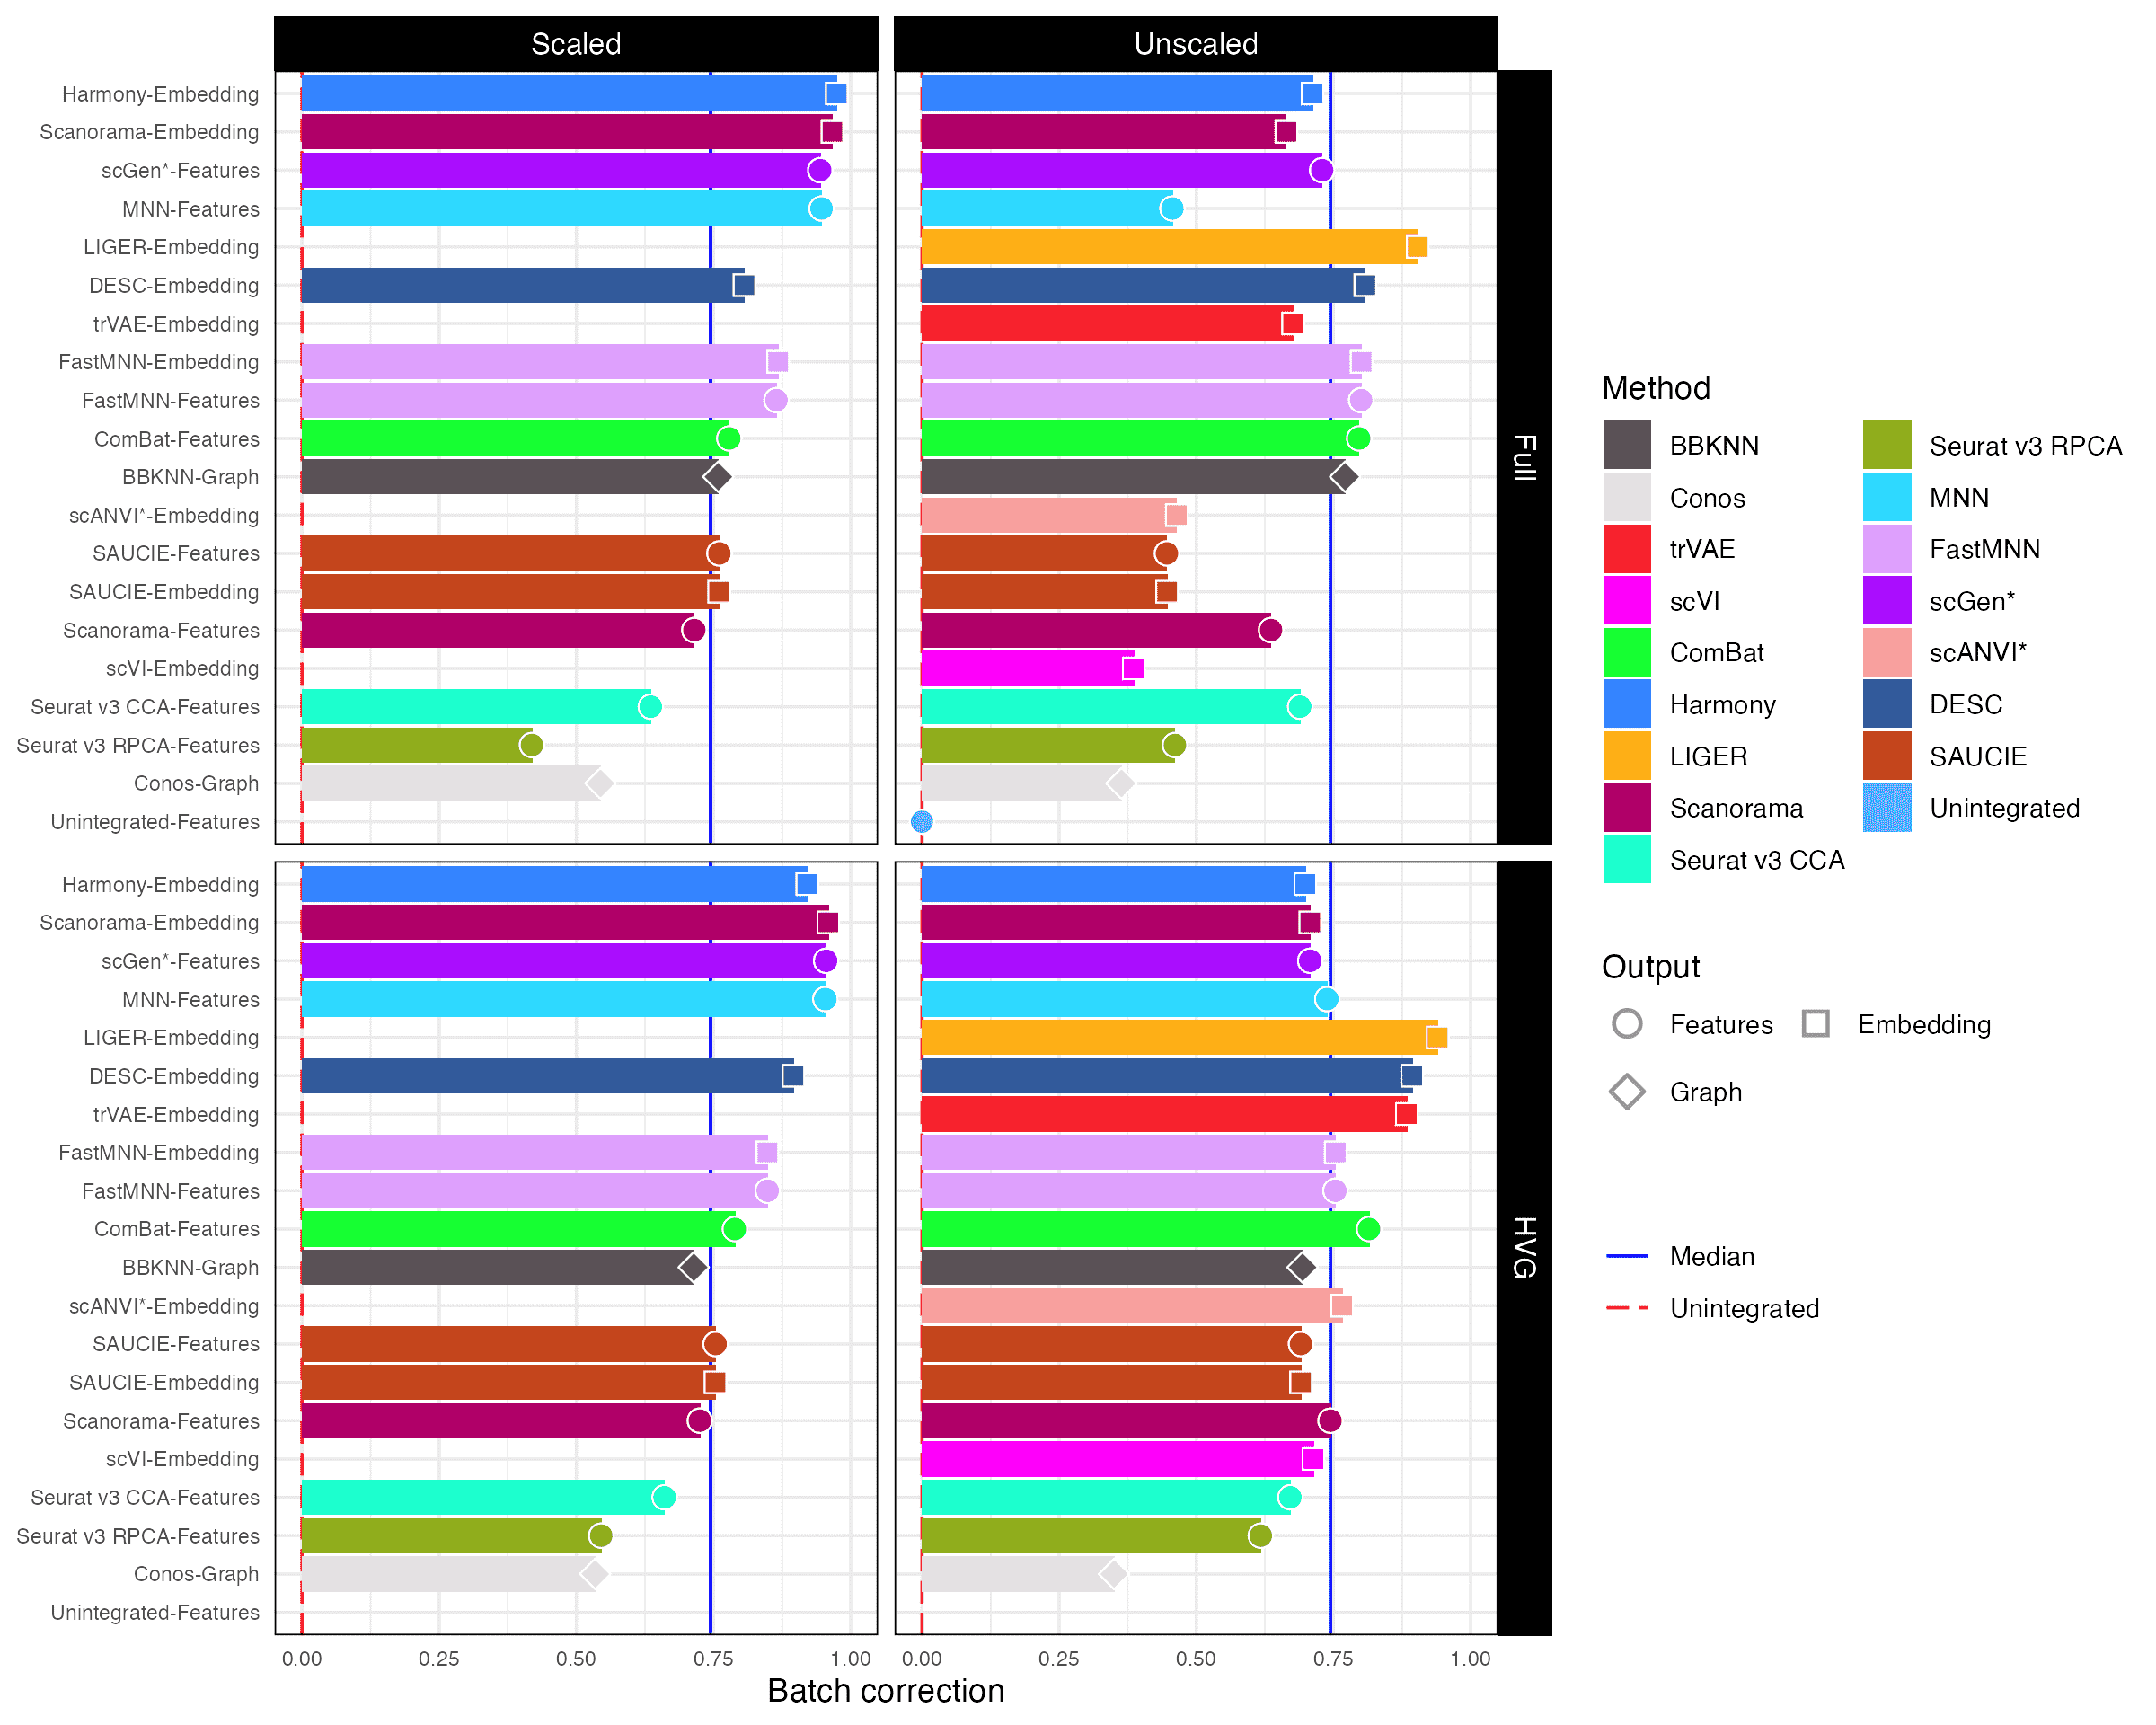 Scaled
Unscaled
Harmony-Embedding
Scanorama-Embedding
scGen*-Features
MNN-Features
LIGER-Embedding
DESC-Embedding
trVAE-Embedding
FastMNN-Embedding
FastMNN-Features
ComBat-Features
BBKNN-Graph
scANVI*-Embedding
SAUCIE-Features
SAUCIE-Embedding
Scanorama-Features
scVI-Embedding
Seurat v3 CCA-Features
Seurat v3 RPCA-Features
Conos-Graph
Unintegrated-Features
Full
Harmony-Embedding
Scanorama-Embedding
scGen*-Features
MNN-Features
LIGER-Embedding
DESC-Embedding
trVAE-Embedding
FastMNN-Embedding
FastMNN-Features
ComBat-Features
BBKNN-Graph
scANVI*-Embedding
SAUCIE-Features
SAUCIE-Embedding
Scanorama-Features
scVI-Embedding
Seurat v3 CCA-Features
Seurat v3 RPCA-Features
Conos-Graph
Unintegrated-Features
HVG
0.00 0.25 0.50 0.75 1.00
0.00 0.25 0.50 0.75 1.00
Batch correction
Method
BBKNN
Conos
trVAE
scVI
ComBat
Harmony
LIGER
Scanorama
Seurat v3 CCA
Seurat v3 RPCA
MNN
FastMNN
scGen*
scANVI*
DESC
SAUCIE
Unintegrated
Output
Features
Embedding
Graph
Median
Unintegrated